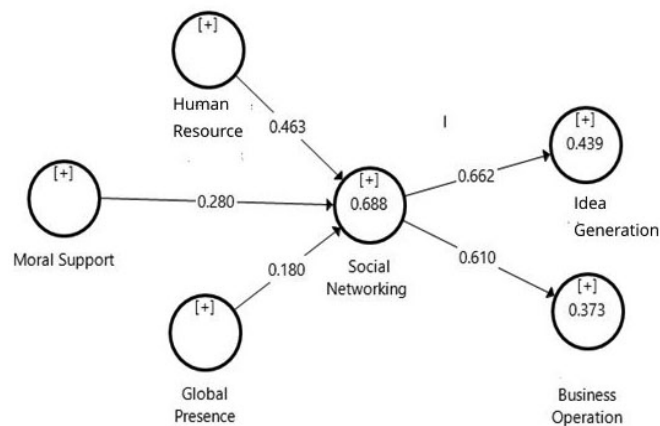 [+]
Human
Resource
0.463
I
[+]
0.439
Idea
Generation
[+]
Moral Support
0.280
[+]
0.688
Social
Networking
0.662
0.610
[+]
Global
Presence
0.180
[+]
0.373
Business
Operation